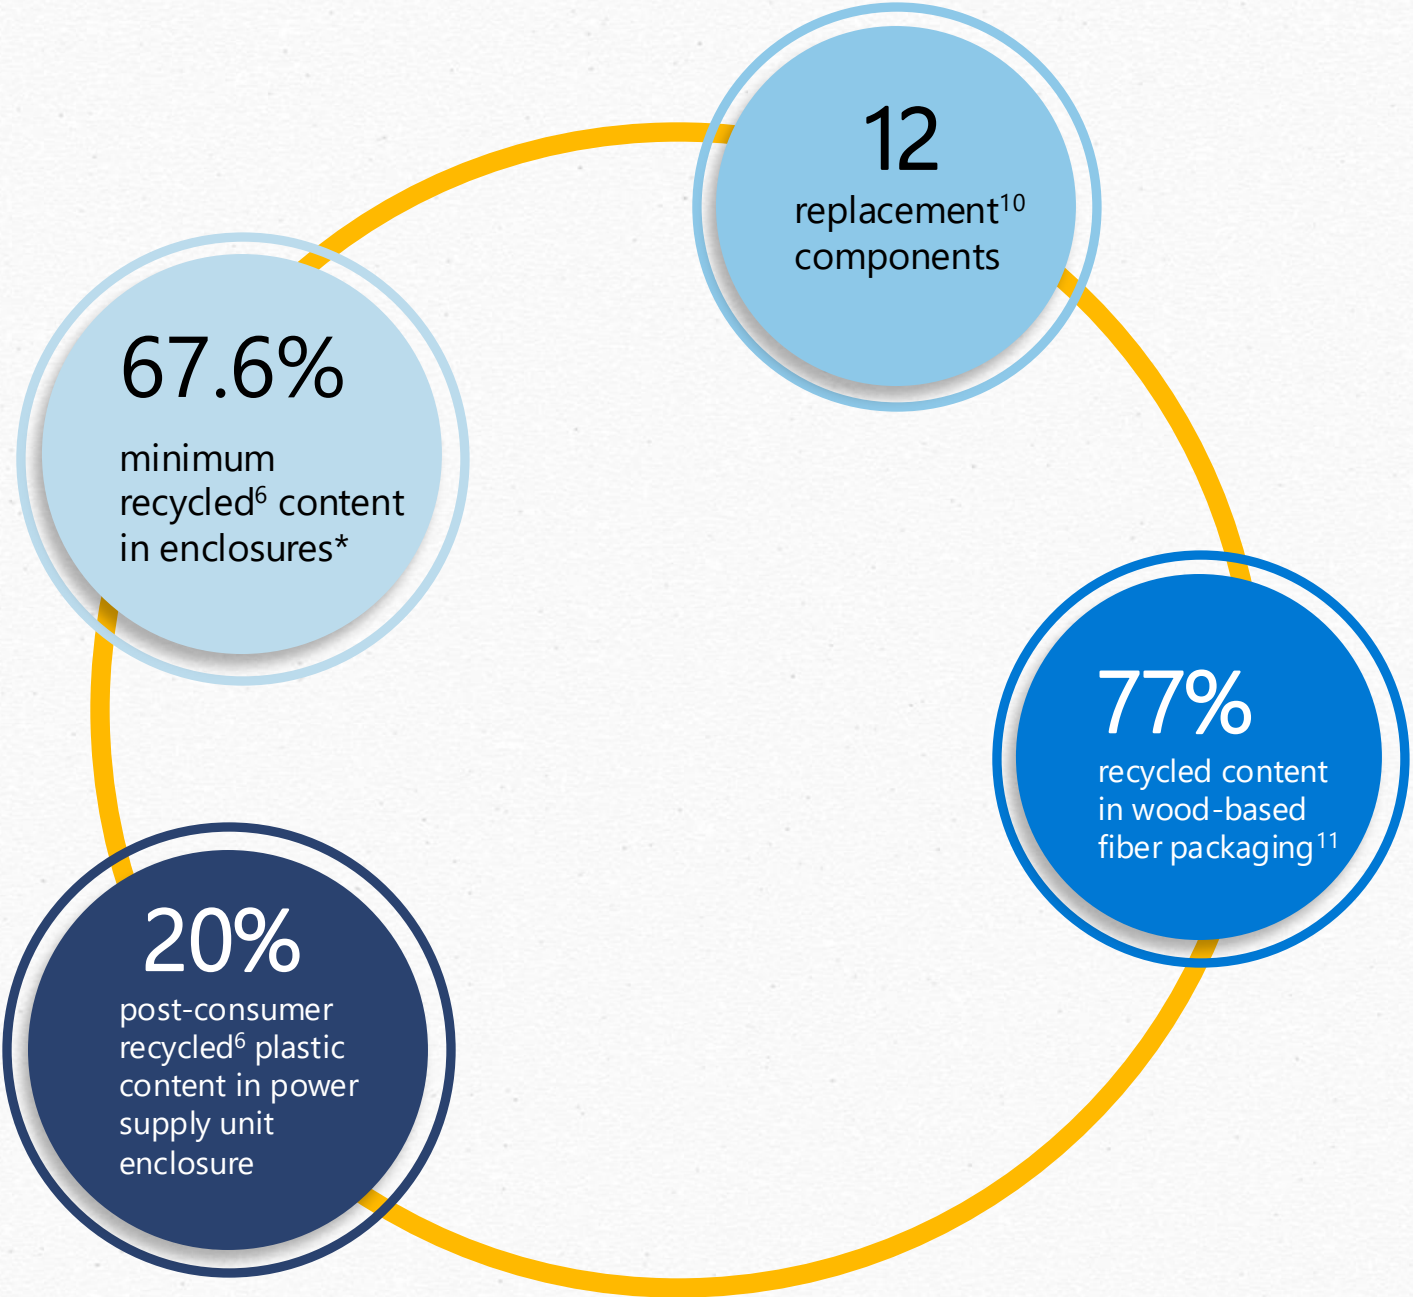 12
replacement¹⁰
components
67.6%
minimum
recycled⁶ content
in enclosures*
77%
recycled content
in wood-based
fiber packaging¹¹
20%
post-consumer
recycled⁶ plastic
content in power
supply unit
enclosure